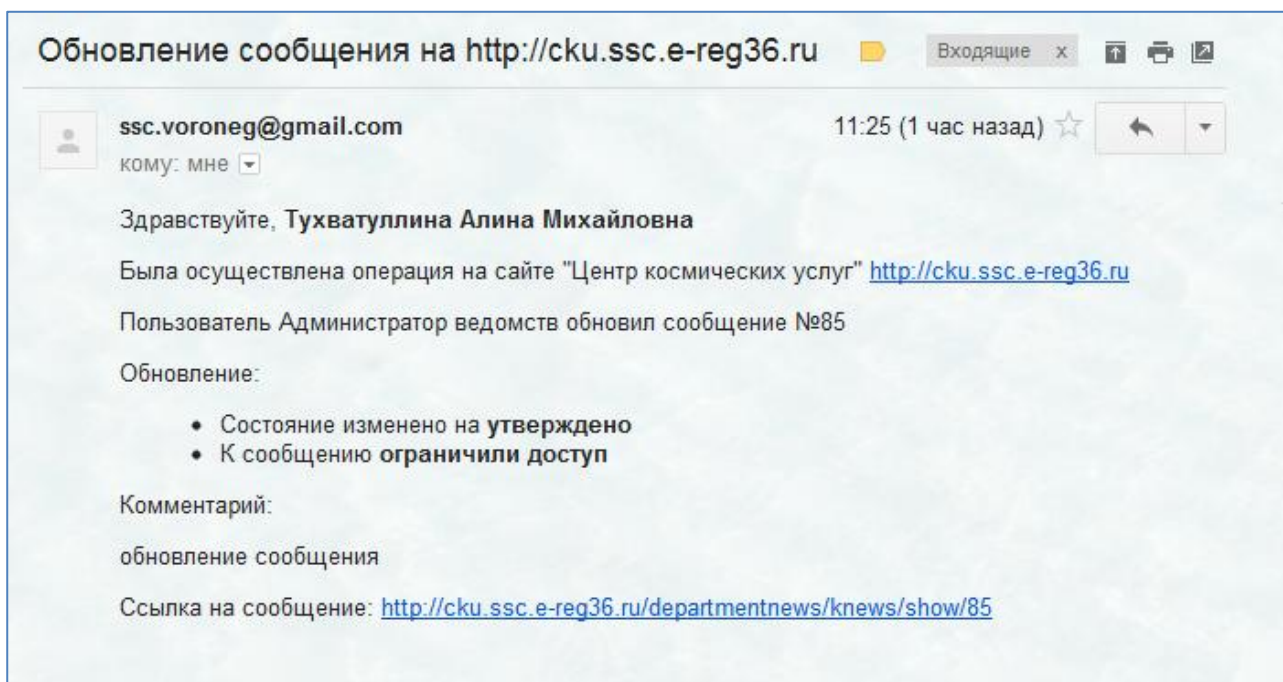 Обновление сообщения на http://cku.ssc.e-reg36.ru
Входящие x
ssc.voroneg@gmail.com
11:25 (1 час назад)
кому: мне
Здравствуйте, Тухватуллина Алина Михайловна
Была осуществлена операция на сайте "Центр космических услуг" http://cku.ssc.e-reg36.ru
Пользователь Администратор ведомств обновил сообщение №85
Обновление:
• Состояние изменено на утверждено
• К сообщению ограничили доступ
Комментарий:
обновление сообщения
Ссылка на сообщение: http://cku.ssc.e-reg36.ru/departmentnews/knews/show/85